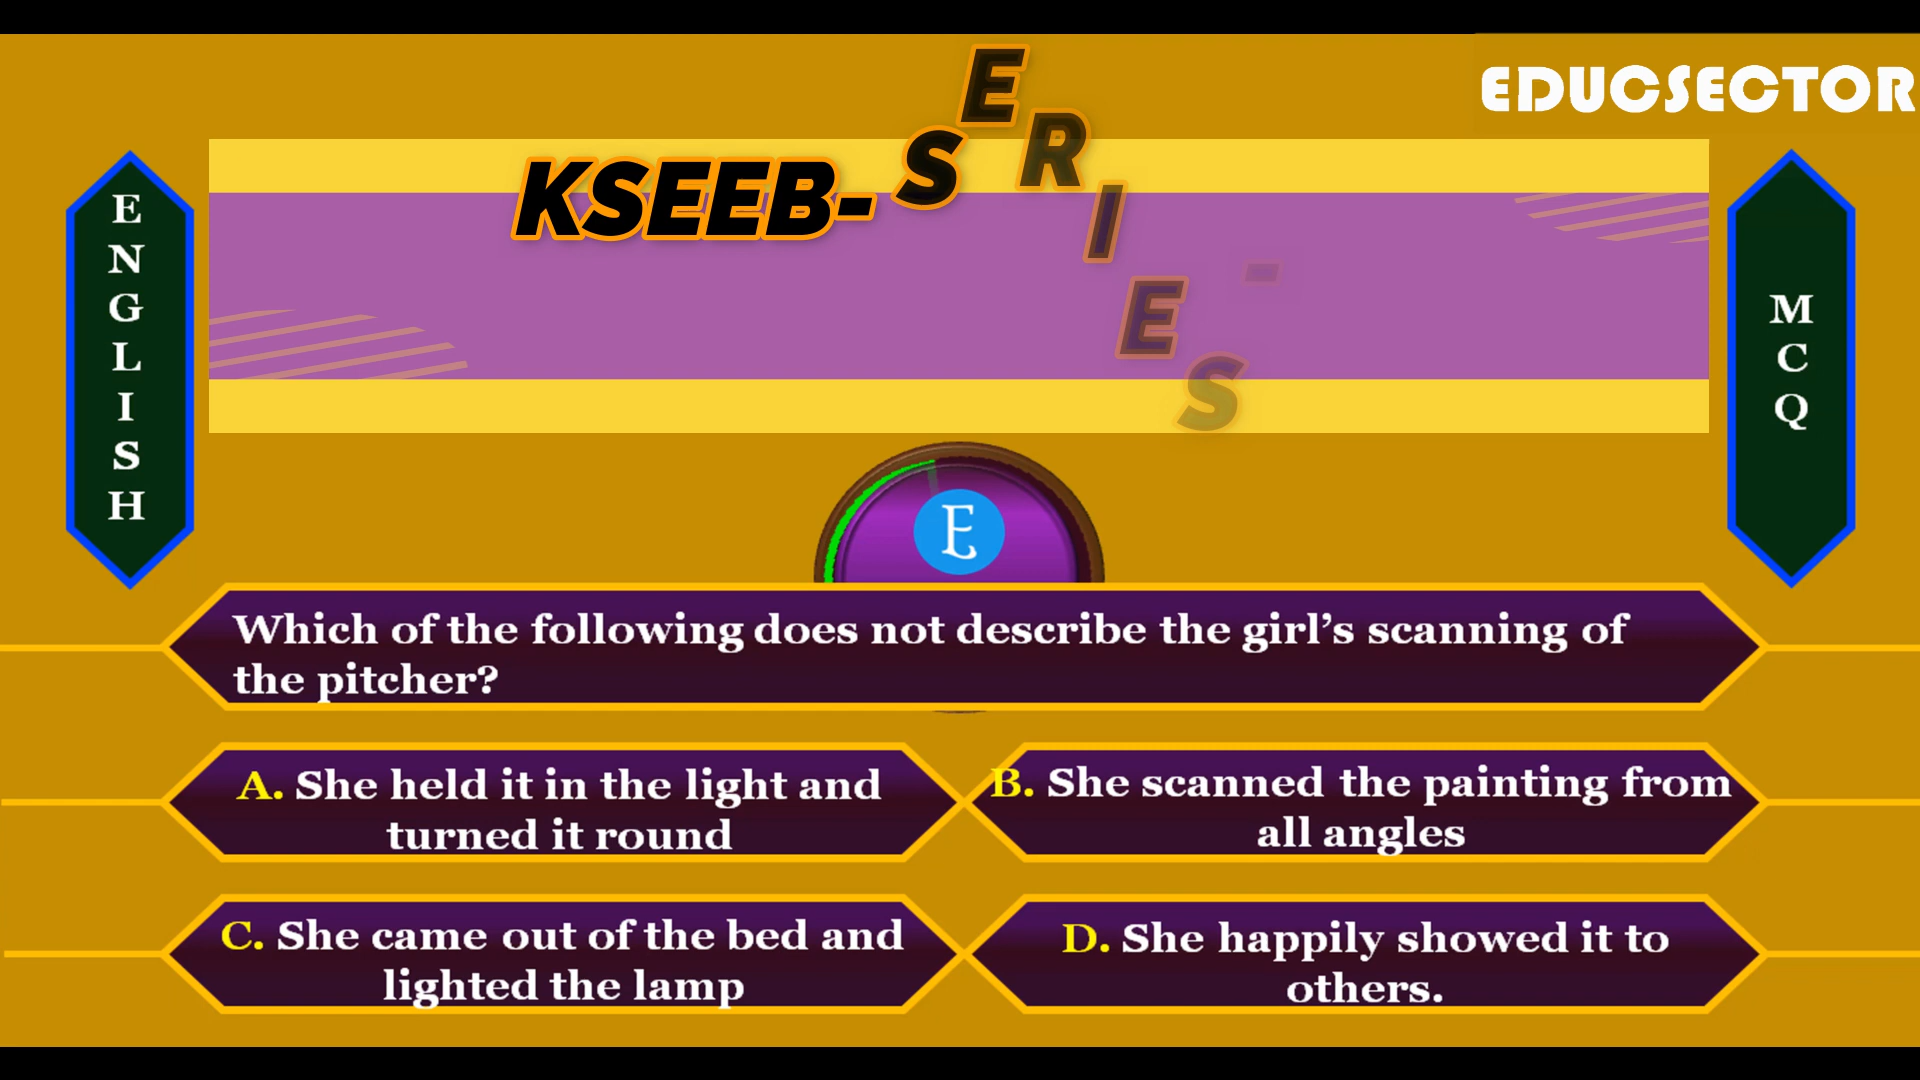 EDUCSECTOR
KSEEB-SERIES-
ENGLISH
MCQ
E
Which of the following does not describe the girl’s scanning of
the pitcher?
A. She held it in the light and
turned it round
B. She scanned the painting from
all angles
C. She came out of the bed and
lighted the lamp
D. She happily showed it to
others.